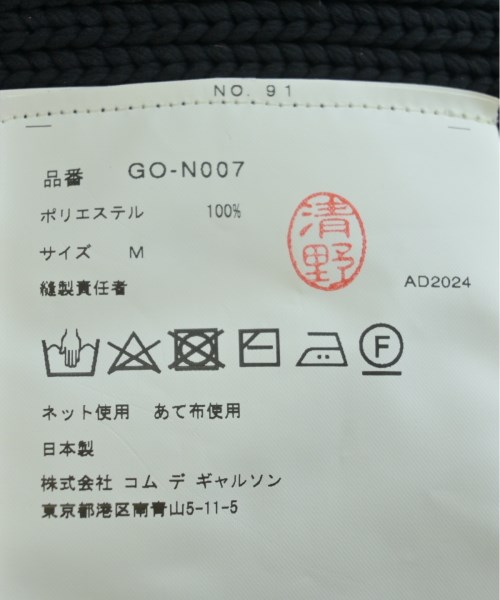 NO. 91
品番 GO-N007
ポリエステル 100%
サイズ M
清野
縫製責任者
AD2024
F
ネット使用 あて布使用
日本製
株式会社 コム デ ギャルソン
東京都港区南青山5-11-5